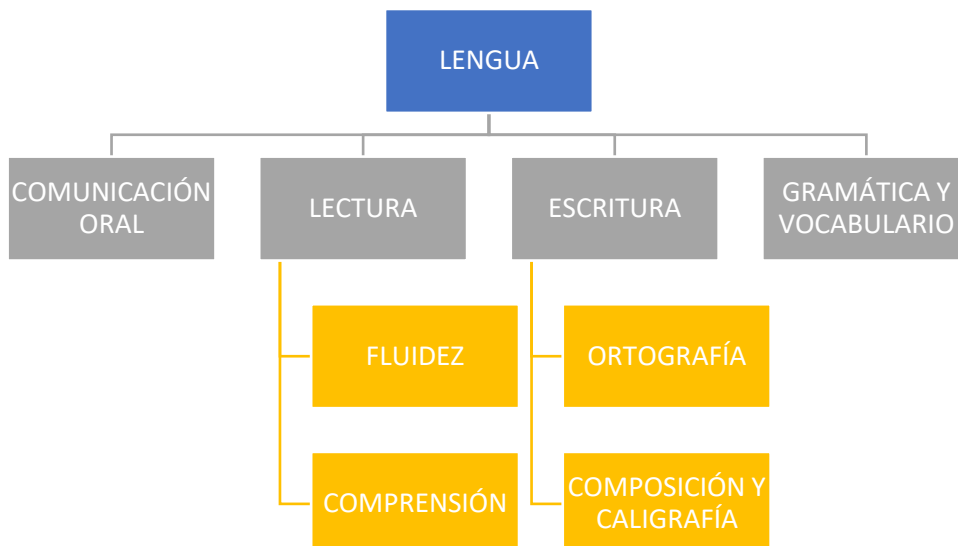 LENGUA
COMUNICACIÓN
ORAL
LECTURA
ESCRITURA
GRAMÁTICA Y
VOCABULARIO
FLUIDEZ
ORTOGRAFÍA
COMPRENSIÓN
COMPOSICIÓN Y
CALIGRAFÍA